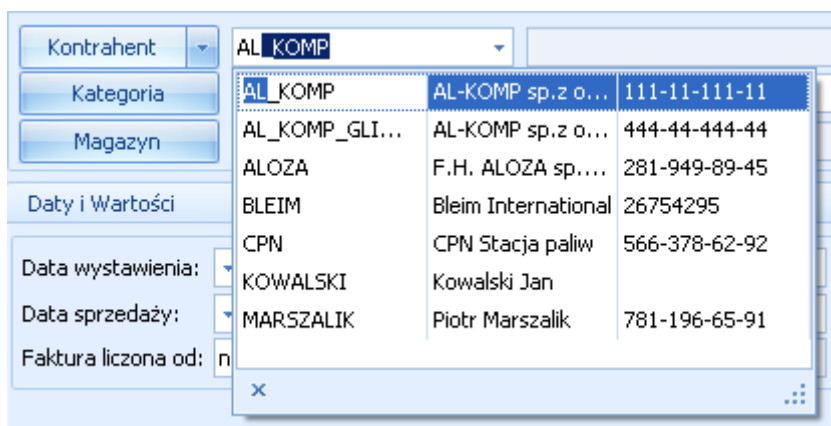 Kontrahent AL_KOMP
Kategoria AL_KOMP AL-KOMP sp.z o... 111-11-111-11
Magazyn AL_KOMP_GLI... AL-KOMP sp.z o... 444-44-444-44
ALOZA F.H. ALOZA sp.... 281-949-89-45
Daty i Wartości BLEIM Bleim International 26754295
CPN CPN Stacja paliw 566-378-62-92
Data wystawienia: KOWALSKI Kowalski Jan
Data sprzedaży: MARSZALIK Piotr Marszalik 781-196-65-91
Faktura liczona od: n